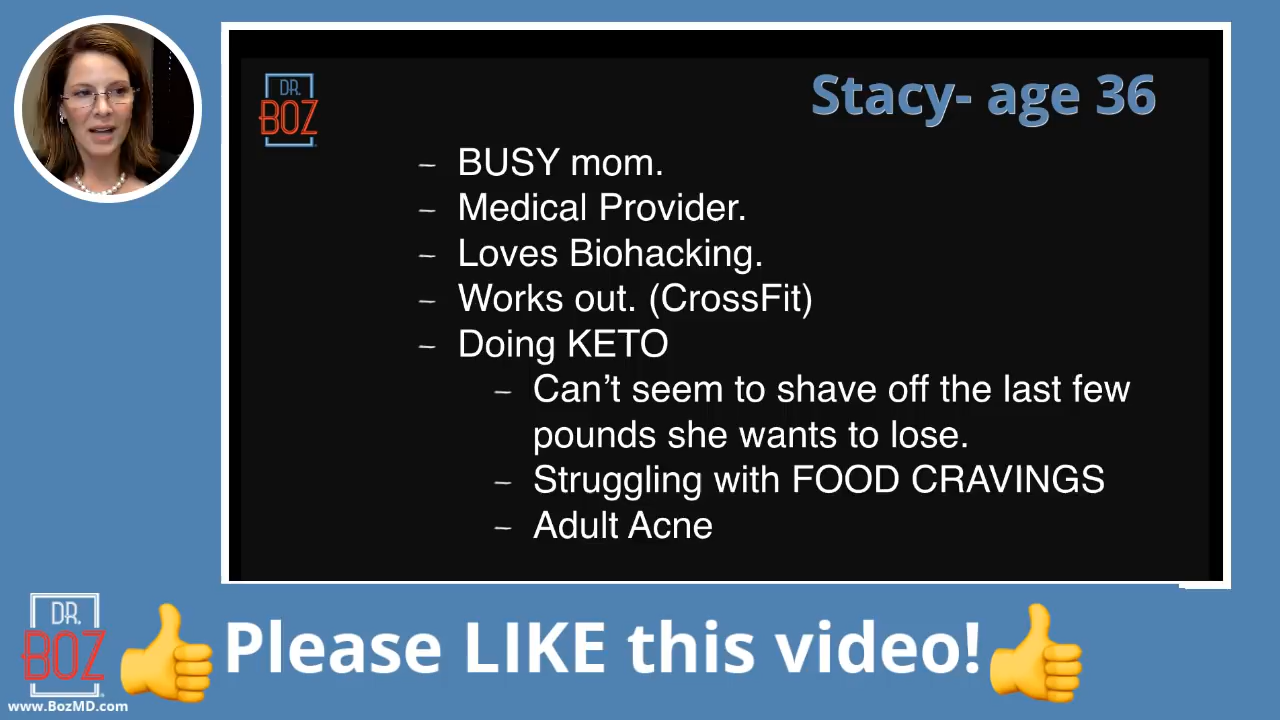 DR.
BOZ
Stacy- age 36
– BUSY mom.
– Medical Provider.
– Loves Biohacking.
– Works out. (CrossFit)
– Doing KETO
– Can’t seem to shave off the last few
pounds she wants to lose.
– Struggling with FOOD CRAVINGS
– Adult Acne
DR.
BOZ
Please LIKE this video!
www.BozMD.com